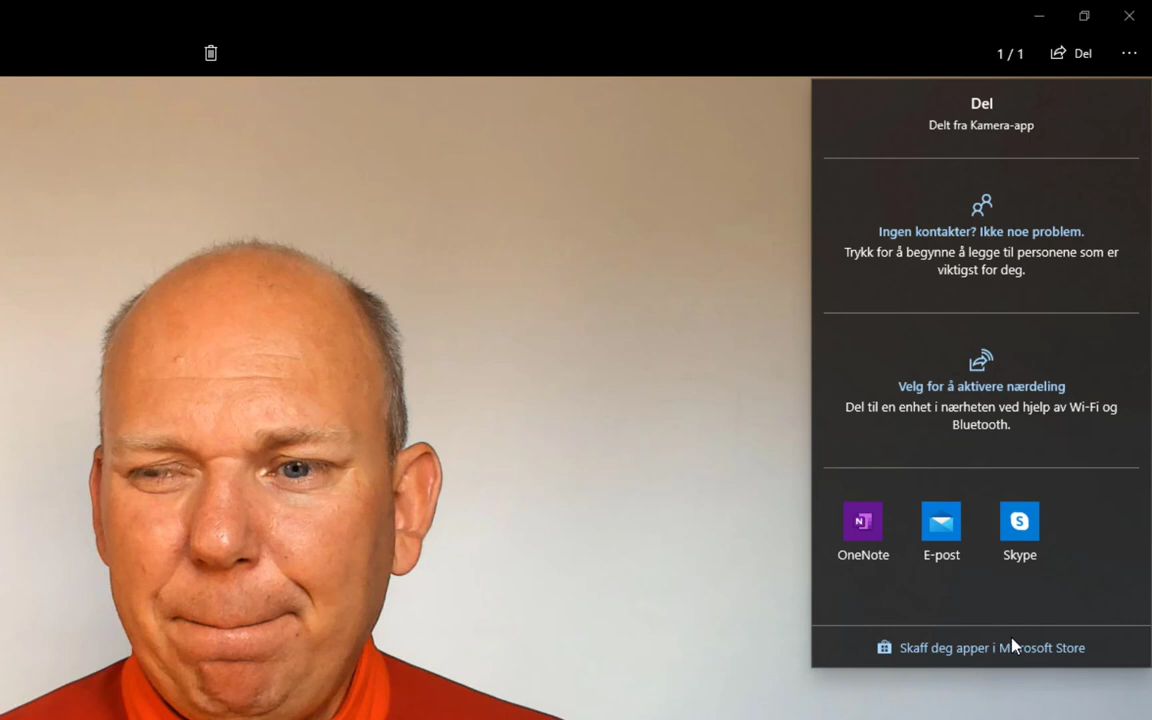 1 / 1
Del
Del
Delt fra Kamera-app
Ingen kontakter? Ikke noe problem.
Trykk for å begynne å legge til personene som er
viktigst for deg.
Velg for å aktivere nærdeling
Del til en enhet i nærheten ved hjelp av Wi-Fi og
Bluetooth.
OneNote
E-post
Skype
Skaff deg apper i Microsoft Store